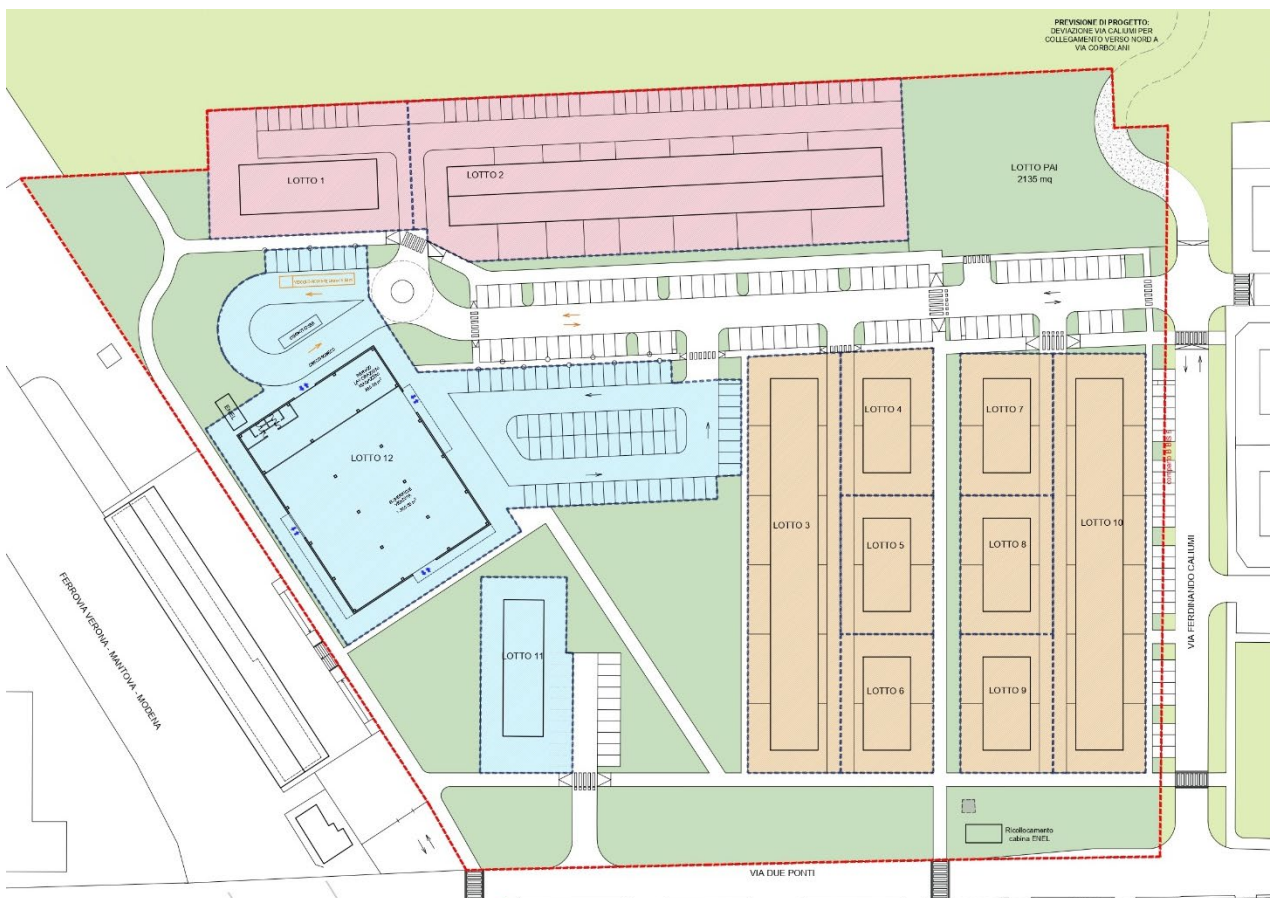 PREVISIONE DI PROGETTO:
DEVIAZIONE VIA CALIUMI PER
COLLEGAMENTO VERSO NORD A
VIA CORBOLANI
LOTTO 1
LOTTO 2
LOTTO PAI
2135 mq
LOTTO 3
LOTTO 4
LOTTO 5
LOTTO 6
LOTTO 7
LOTTO 8
LOTTO 9
LOTTO 10
LOTTO 11
LOTTO 12
FERROVIA VERONA - MANTOVA - MODENA
VIA FERDINANDO CALIUMI
Ricollocamento
cabina ENEL
VIA DUE PONTI